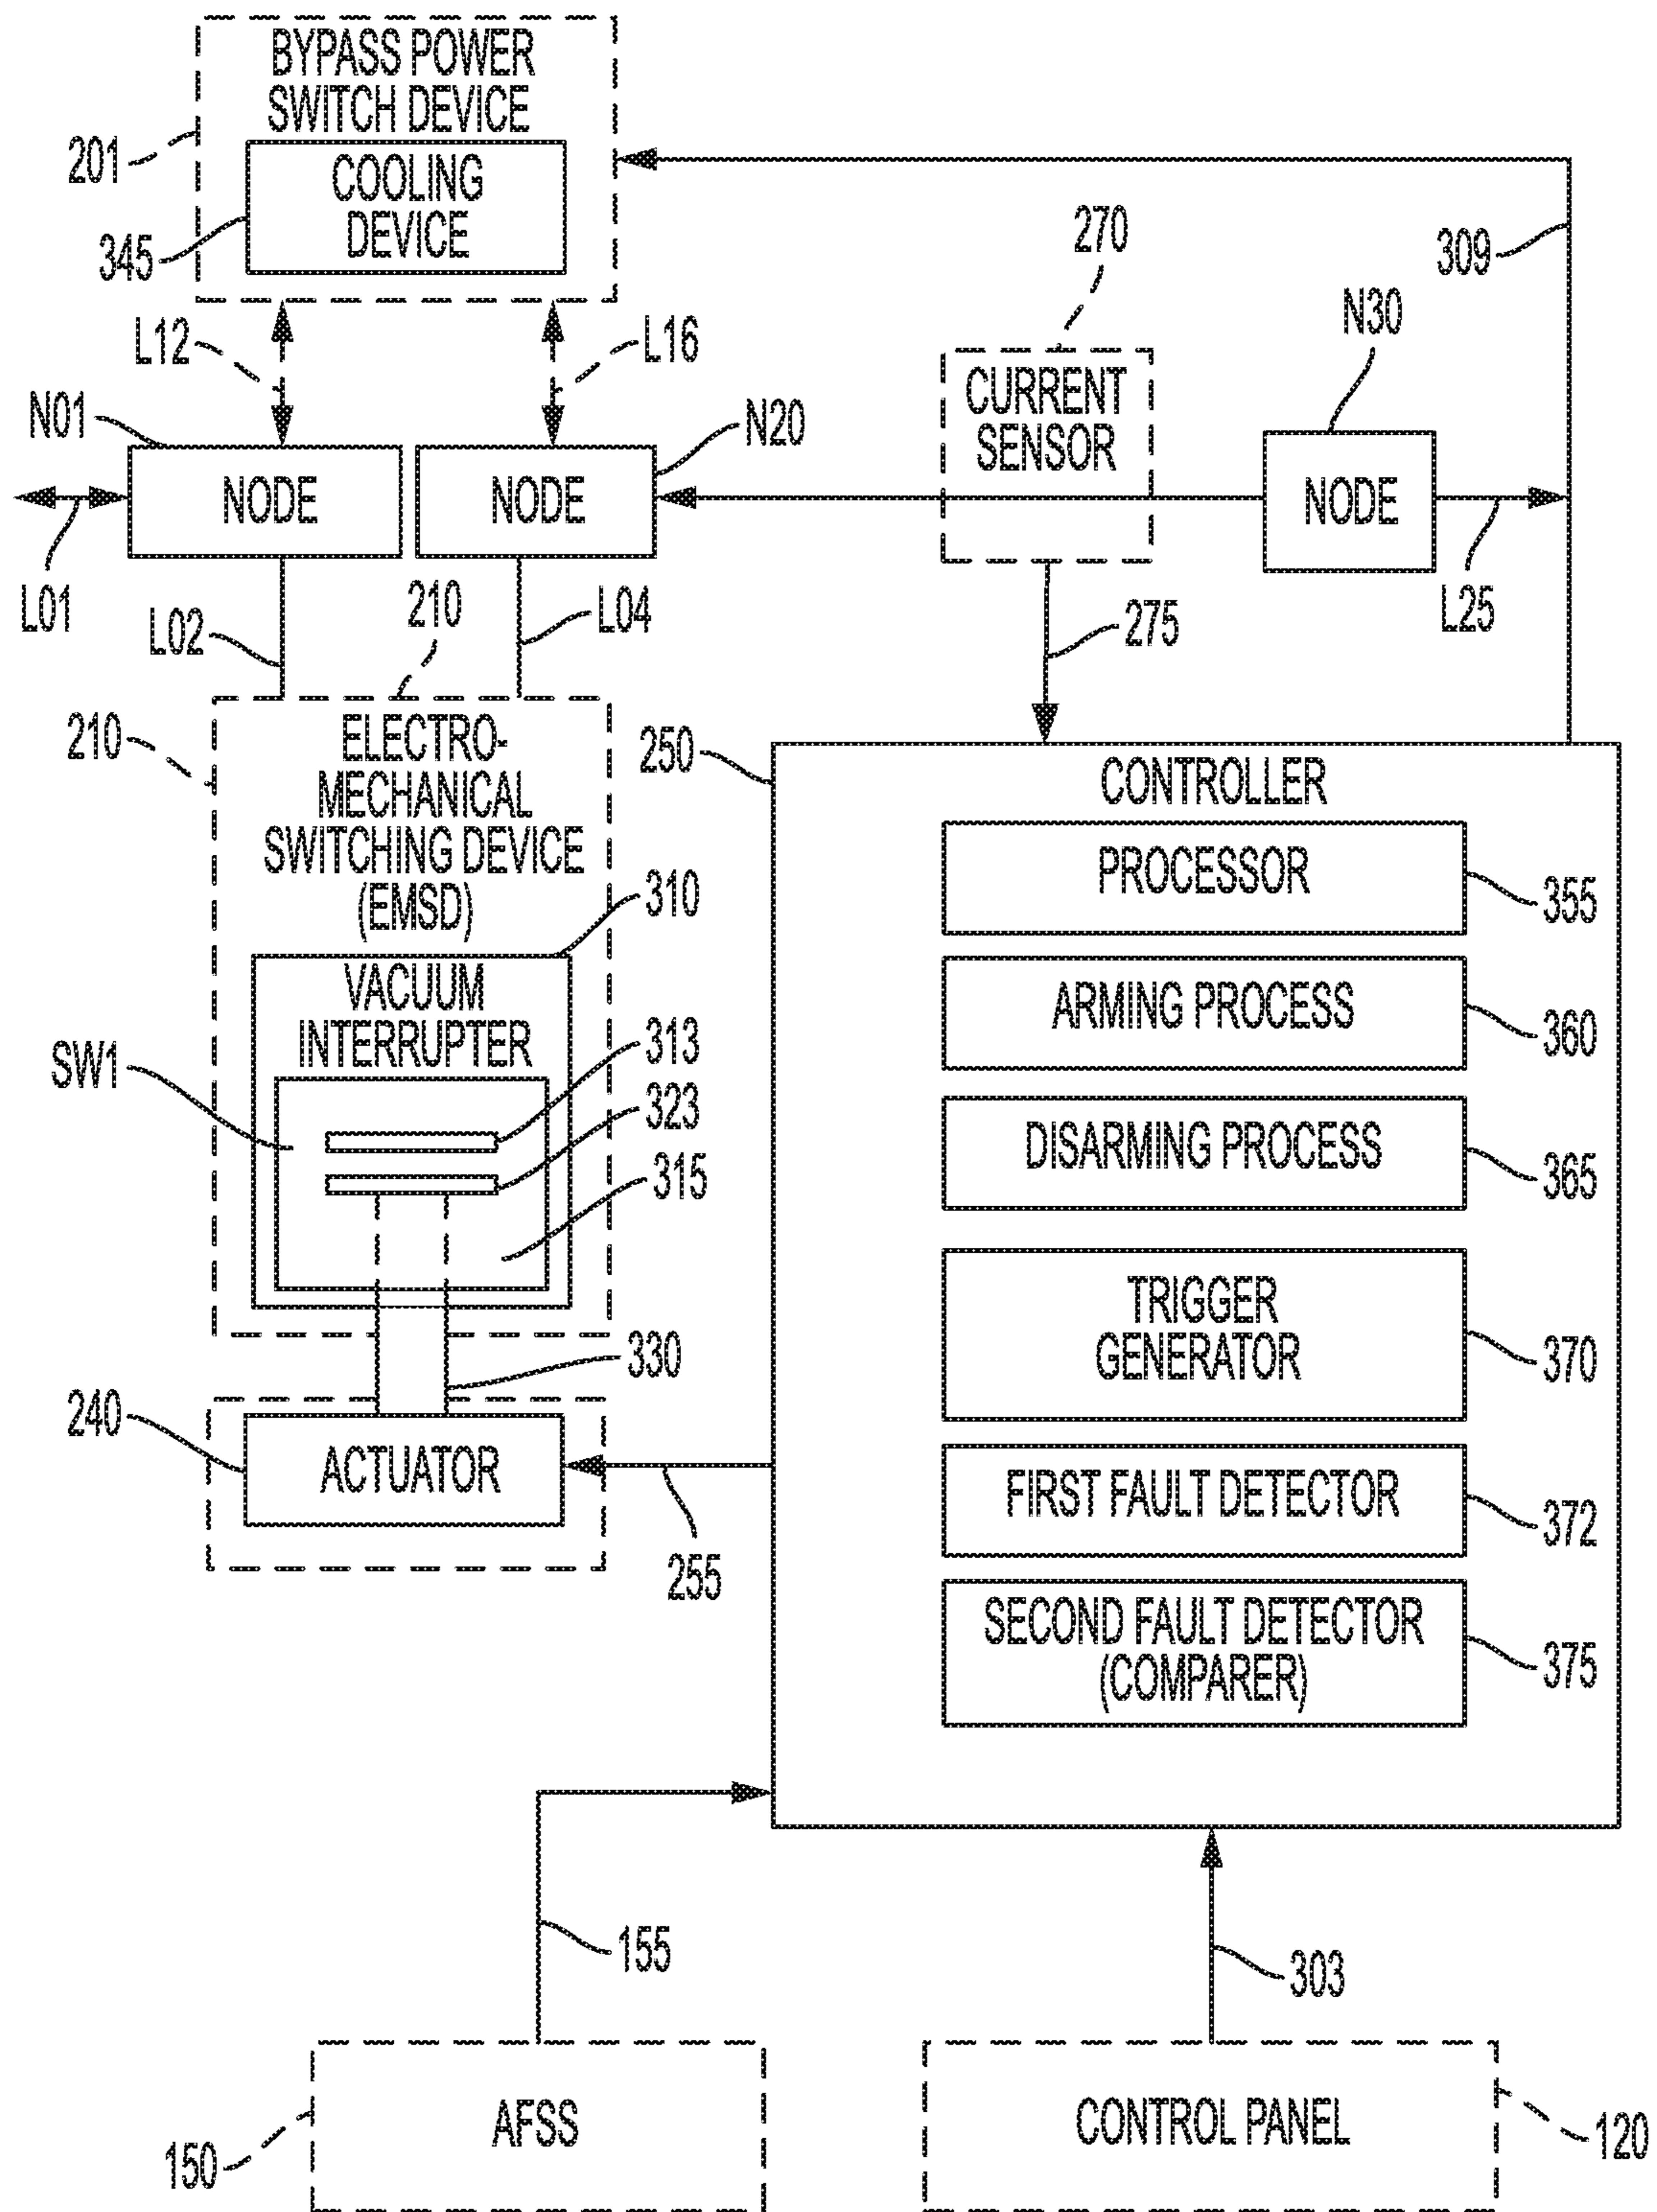 BYPASS POWER
SWITCH DEVICE
201
COOLING
DEVICE
345
270
309
L12
L16
N30
N01
N20
CURRENT
SENSOR
NODE
NODE
NODE
L01
L02
210
L04
275
L25
210
ELECTRO-
MECHANICAL
SWITCHING DEVICE
(EMSD)
250
CONTROLLER
PROCESSOR
355
310
VACUUM
INTERRUPTER
ARMING PROCESS
360
SW1
313
323
315
DISARMING PROCESS
365
TRIGGER
GENERATOR
370
330
240
ACTUATOR
255
FIRST FAULT DETECTOR
372
SECOND FAULT DETECTOR
(COMPARER)
375
155
303
AFSS
150
CONTROL PANEL
120